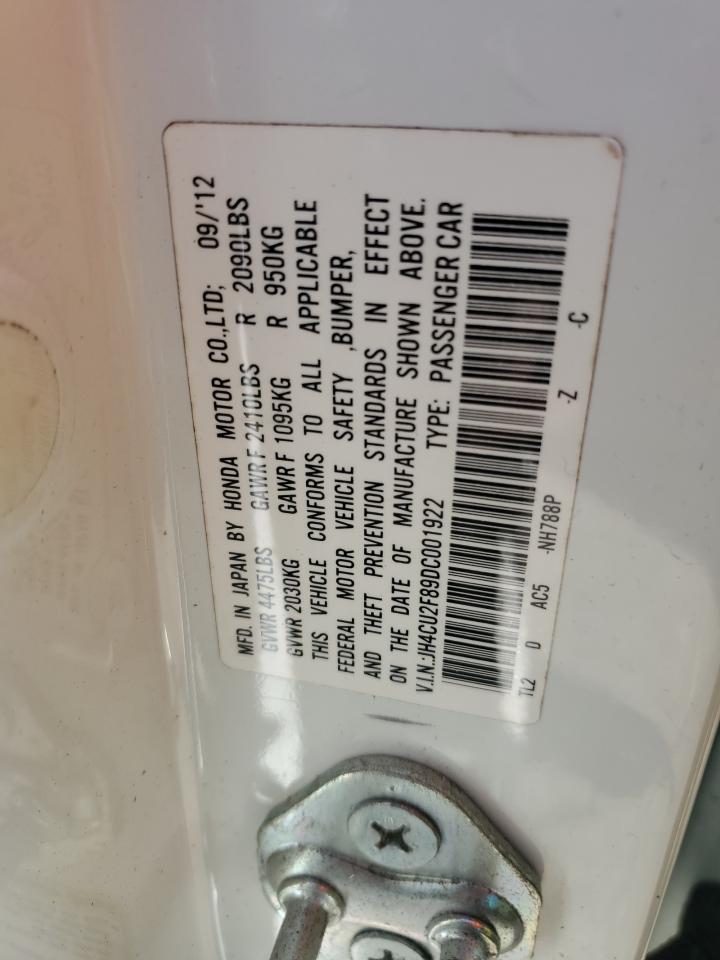 MFD. IN JAPAN BY HONDA MOTOR CO.,LTD; 09/'12
GVWR 4475LBS GAWR F 2410LBS R 2090LBS
GVWR 2030KG GAWR F 1095KG R 950KG
THIS VEHICLE CONFORMS TO ALL APPLICABLE
FEDERAL MOTOR VEHICLE SAFETY ,BUMPER,
AND THEFT PREVENTION STANDARDS IN EFFECT
ON THE DATE OF MANUFACTURE SHOWN ABOVE.
V.I.N.:JH4CU2F89DC001922 TYPE: PASSENGER CAR
TL2 D AC5 -NH788P -Z -C